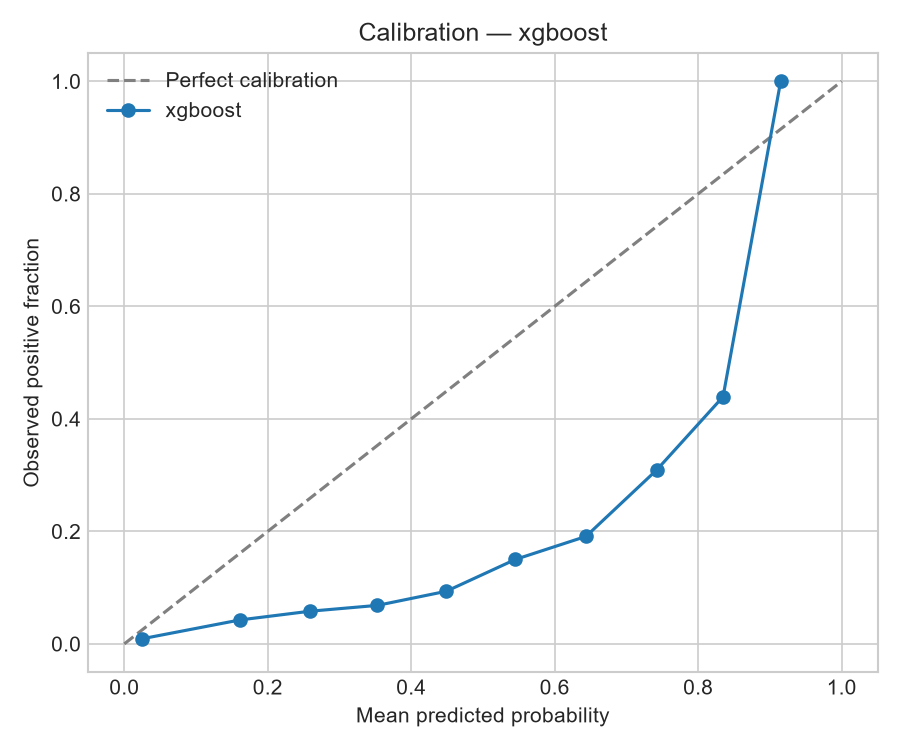 Calibration — xgboost
Perfect calibration
xgboost
Observed positive fraction
1.0
0.8
0.6
0.4
0.2
0.0
0.0 0.2 0.4 0.6 0.8 1.0
Mean predicted probability